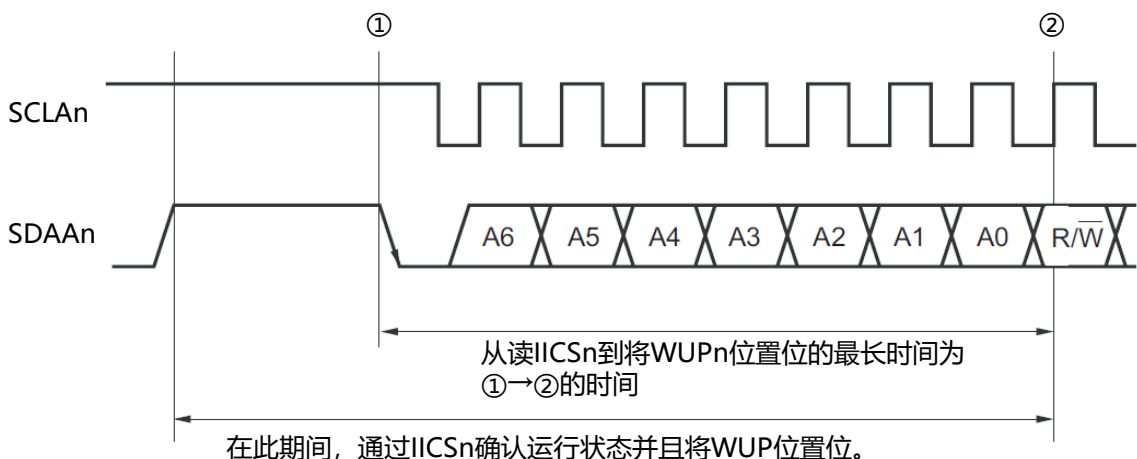 ① ②
SCLAn
SDAAn A6 A5 A4 A3 A2 A1 A0 R/W̅
从读IICSn到将WUPn位置位的最长时间为
①→②的时间
在此期间，通过IICSn确认运行状态并且将WUP位置位。